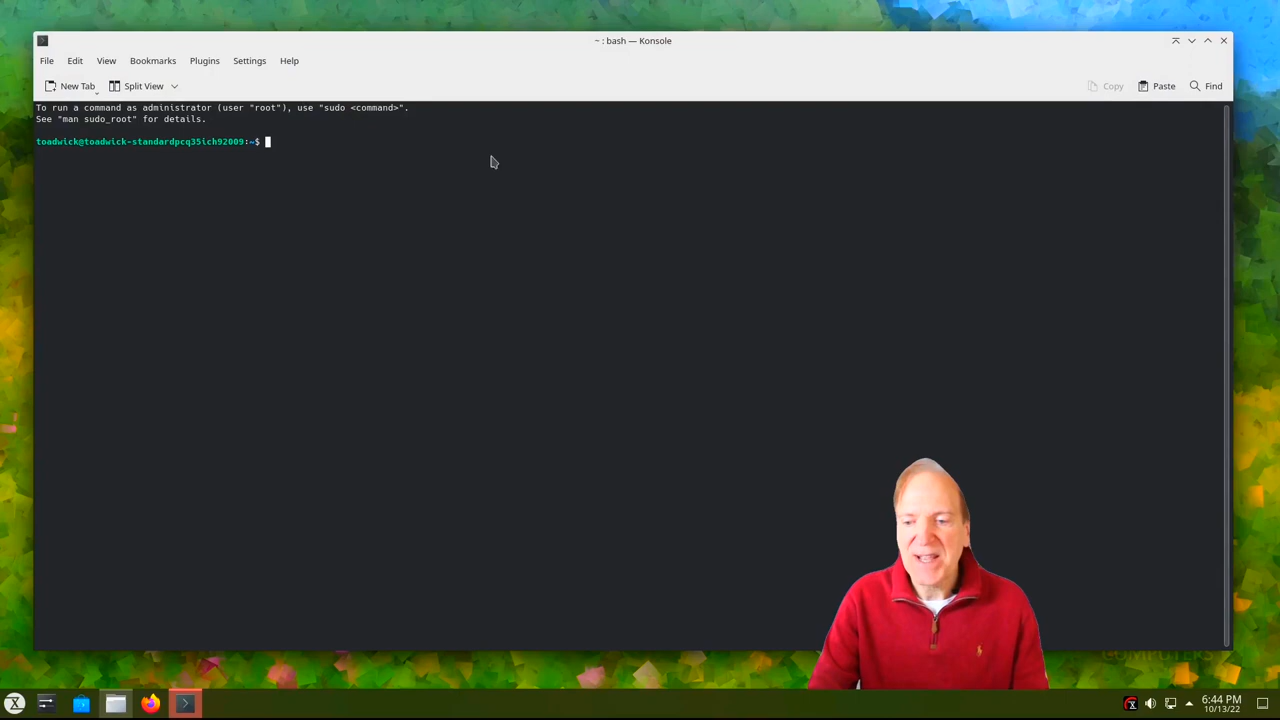 ~ : bash — Konsole
File Edit View Bookmarks Plugins Settings Help
New Tab Split View Copy Paste Find
To run a command as administrator (user "root"), use "sudo <command>".
See "man sudo_root" for details.
toadwick@toadwick-standardpcq35ich92009:~$
COMPUTERS
6:44 PM
10/13/22